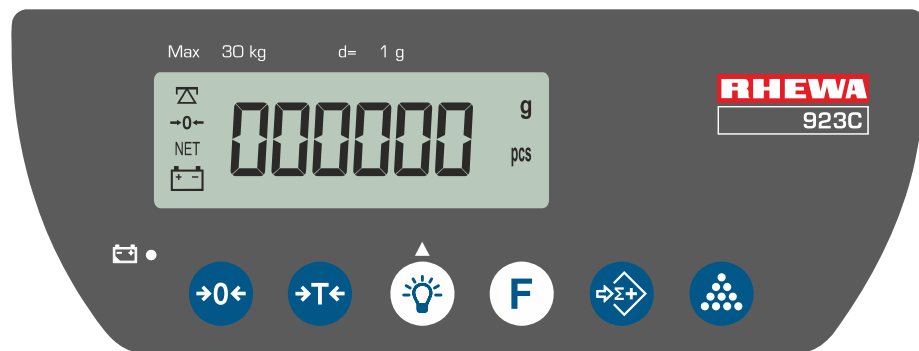 Max 30 kg d= 1 g
→0←
NET
000000
g
pcs
RHEWA
923C
→0←
→T←
F
Σ+